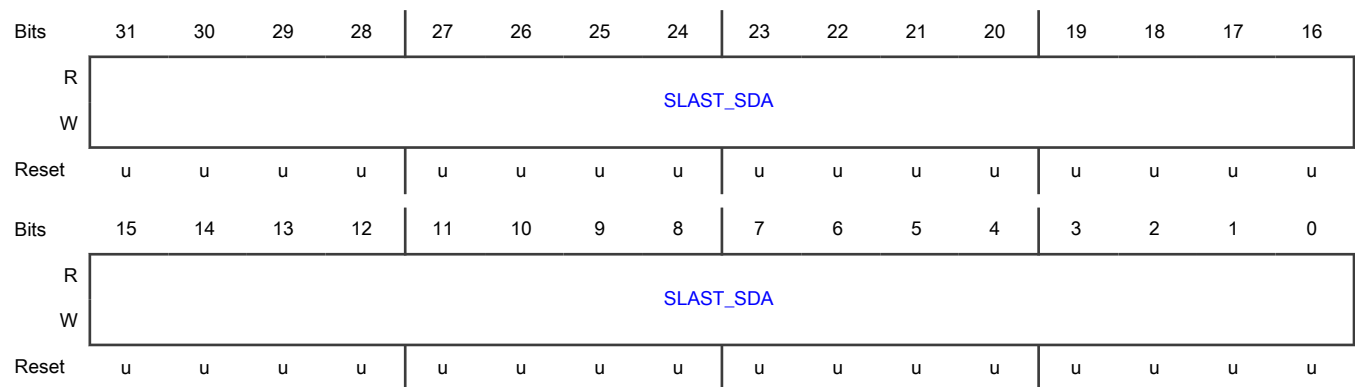 Bits 31 30 29 28 27 26 25 24 23 22 21 20 19 18 17 16
R
SLAST_SDA
W
Reset u u u u u u u u u u u u u u u u
Bits 15 14 13 12 11 10 9 8 7 6 5 4 3 2 1 0
R
SLAST_SDA
W
Reset u u u u u u u u u u u u u u u u